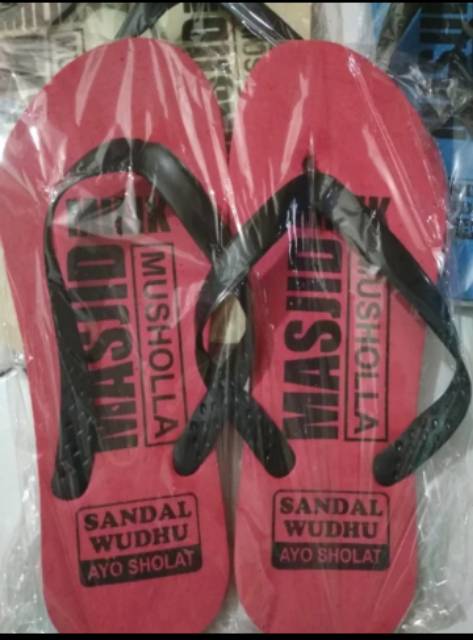 MASJID
MUSHOLLA
SANDAL
WUDHU
AYO SHOLAT
MASJID
MUSHOLLA
SANDAL
WUDHU
AYO SHOLAT